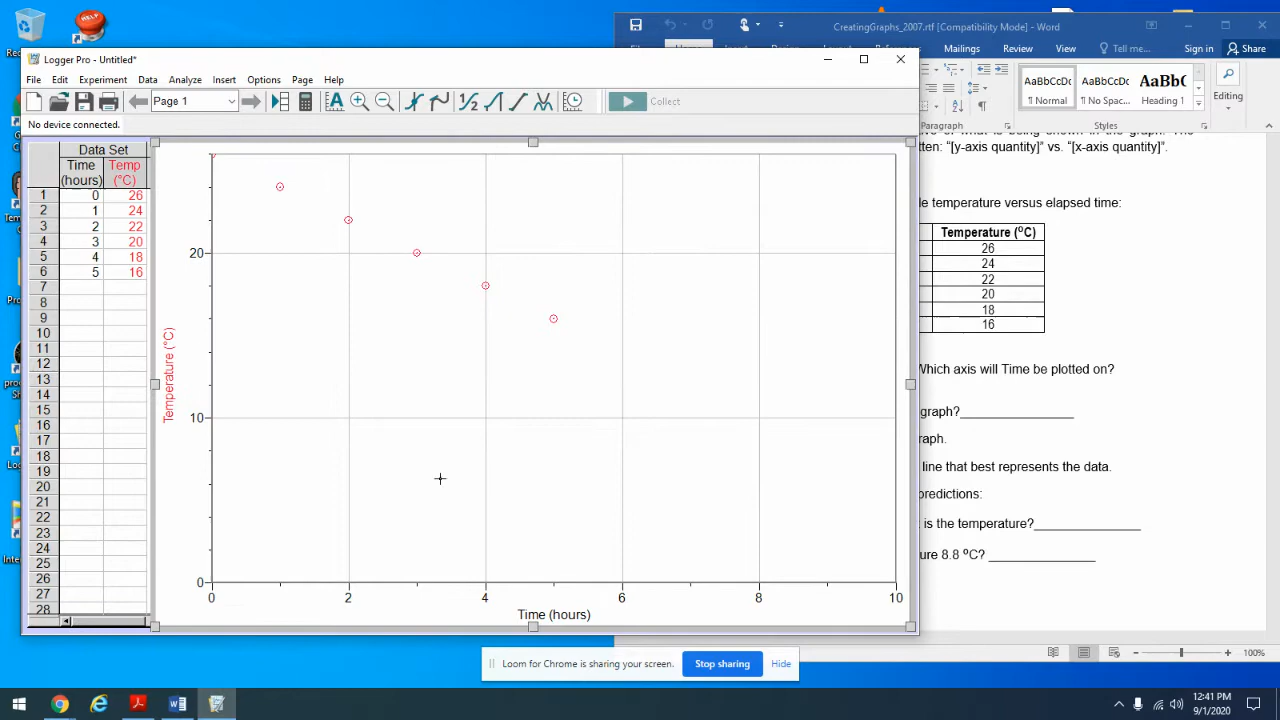 HELP
CreatingGraphs_2007.rtf [Compatibility Mode] - Word
Mailings Review View Tell me... Sign in Share
AaBbCcDc AaBbCcDc AaBbCc
¶ Normal ¶ No Spac... Heading 1
Editing
Paragraph Styles
Logger Pro - Untitled*
File Edit Experiment Data Analyze Insert Options Page Help
Page 1 Collect
No device connected.
Data Set
Time Temp
(hours) (°C)
1 0 26
2 1 24
3 2 22
4 3 20
5 4 18
6 5 16
7
8
9
10
11
12
13
14
15
16
17
18
19
20
21
22
23
24
25
26
27
28
Temperature (°C)
20
10
0
0 2 4 6 8 10
Time (hours)
tten: “[y-axis quantity]” vs. “[x-axis quantity]”.
le temperature versus elapsed time:
Temperature (⁰C)
26
24
22
20
18
16
Which axis will Time be plotted on?
graph?
raph.
line that best represents the data.
predictions:
is the temperature?
ure 8.8 ⁰C?
100%
Loom for Chrome is sharing your screen. Stop sharing Hide
12:41 PM
9/1/2020